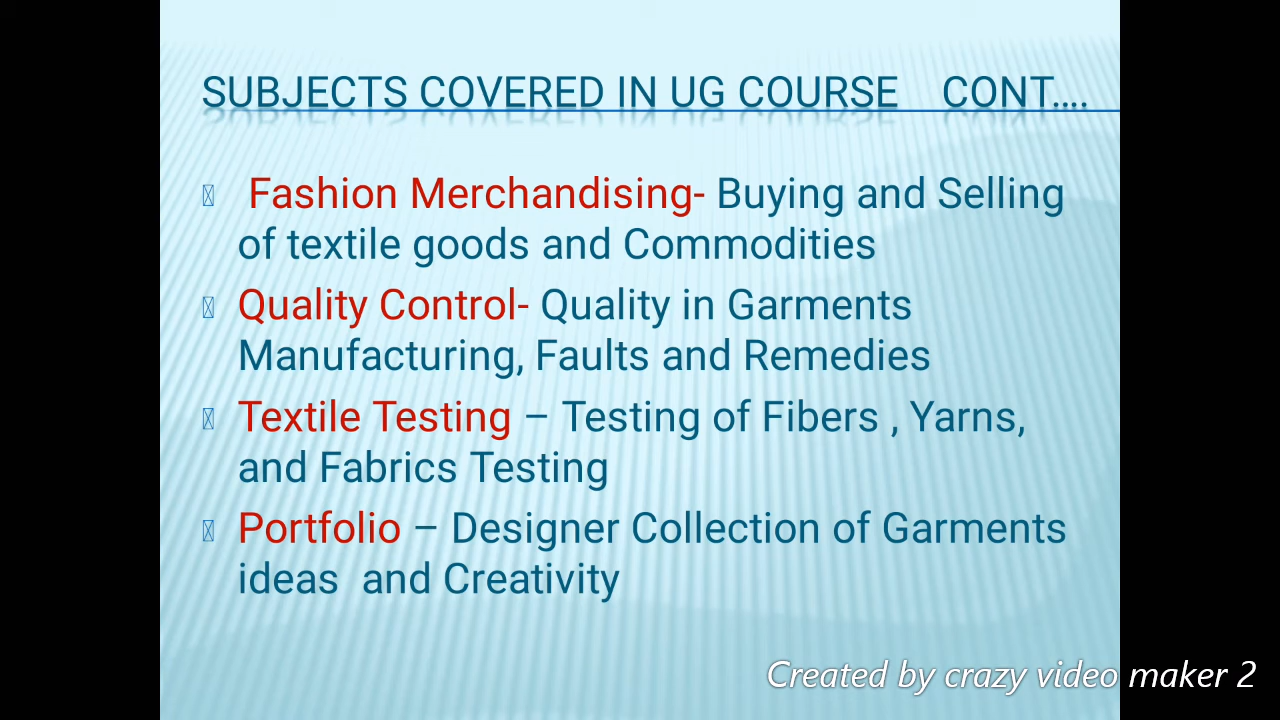 SUBJECTS COVERED IN UG COURSE CONT....
Fashion Merchandising- Buying and Selling
of textile goods and Commodities
Quality Control- Quality in Garments
Manufacturing, Faults and Remedies
Textile Testing – Testing of Fibers , Yarns,
and Fabrics Testing
Portfolio – Designer Collection of Garments
ideas and Creativity
Created by crazy video maker 2